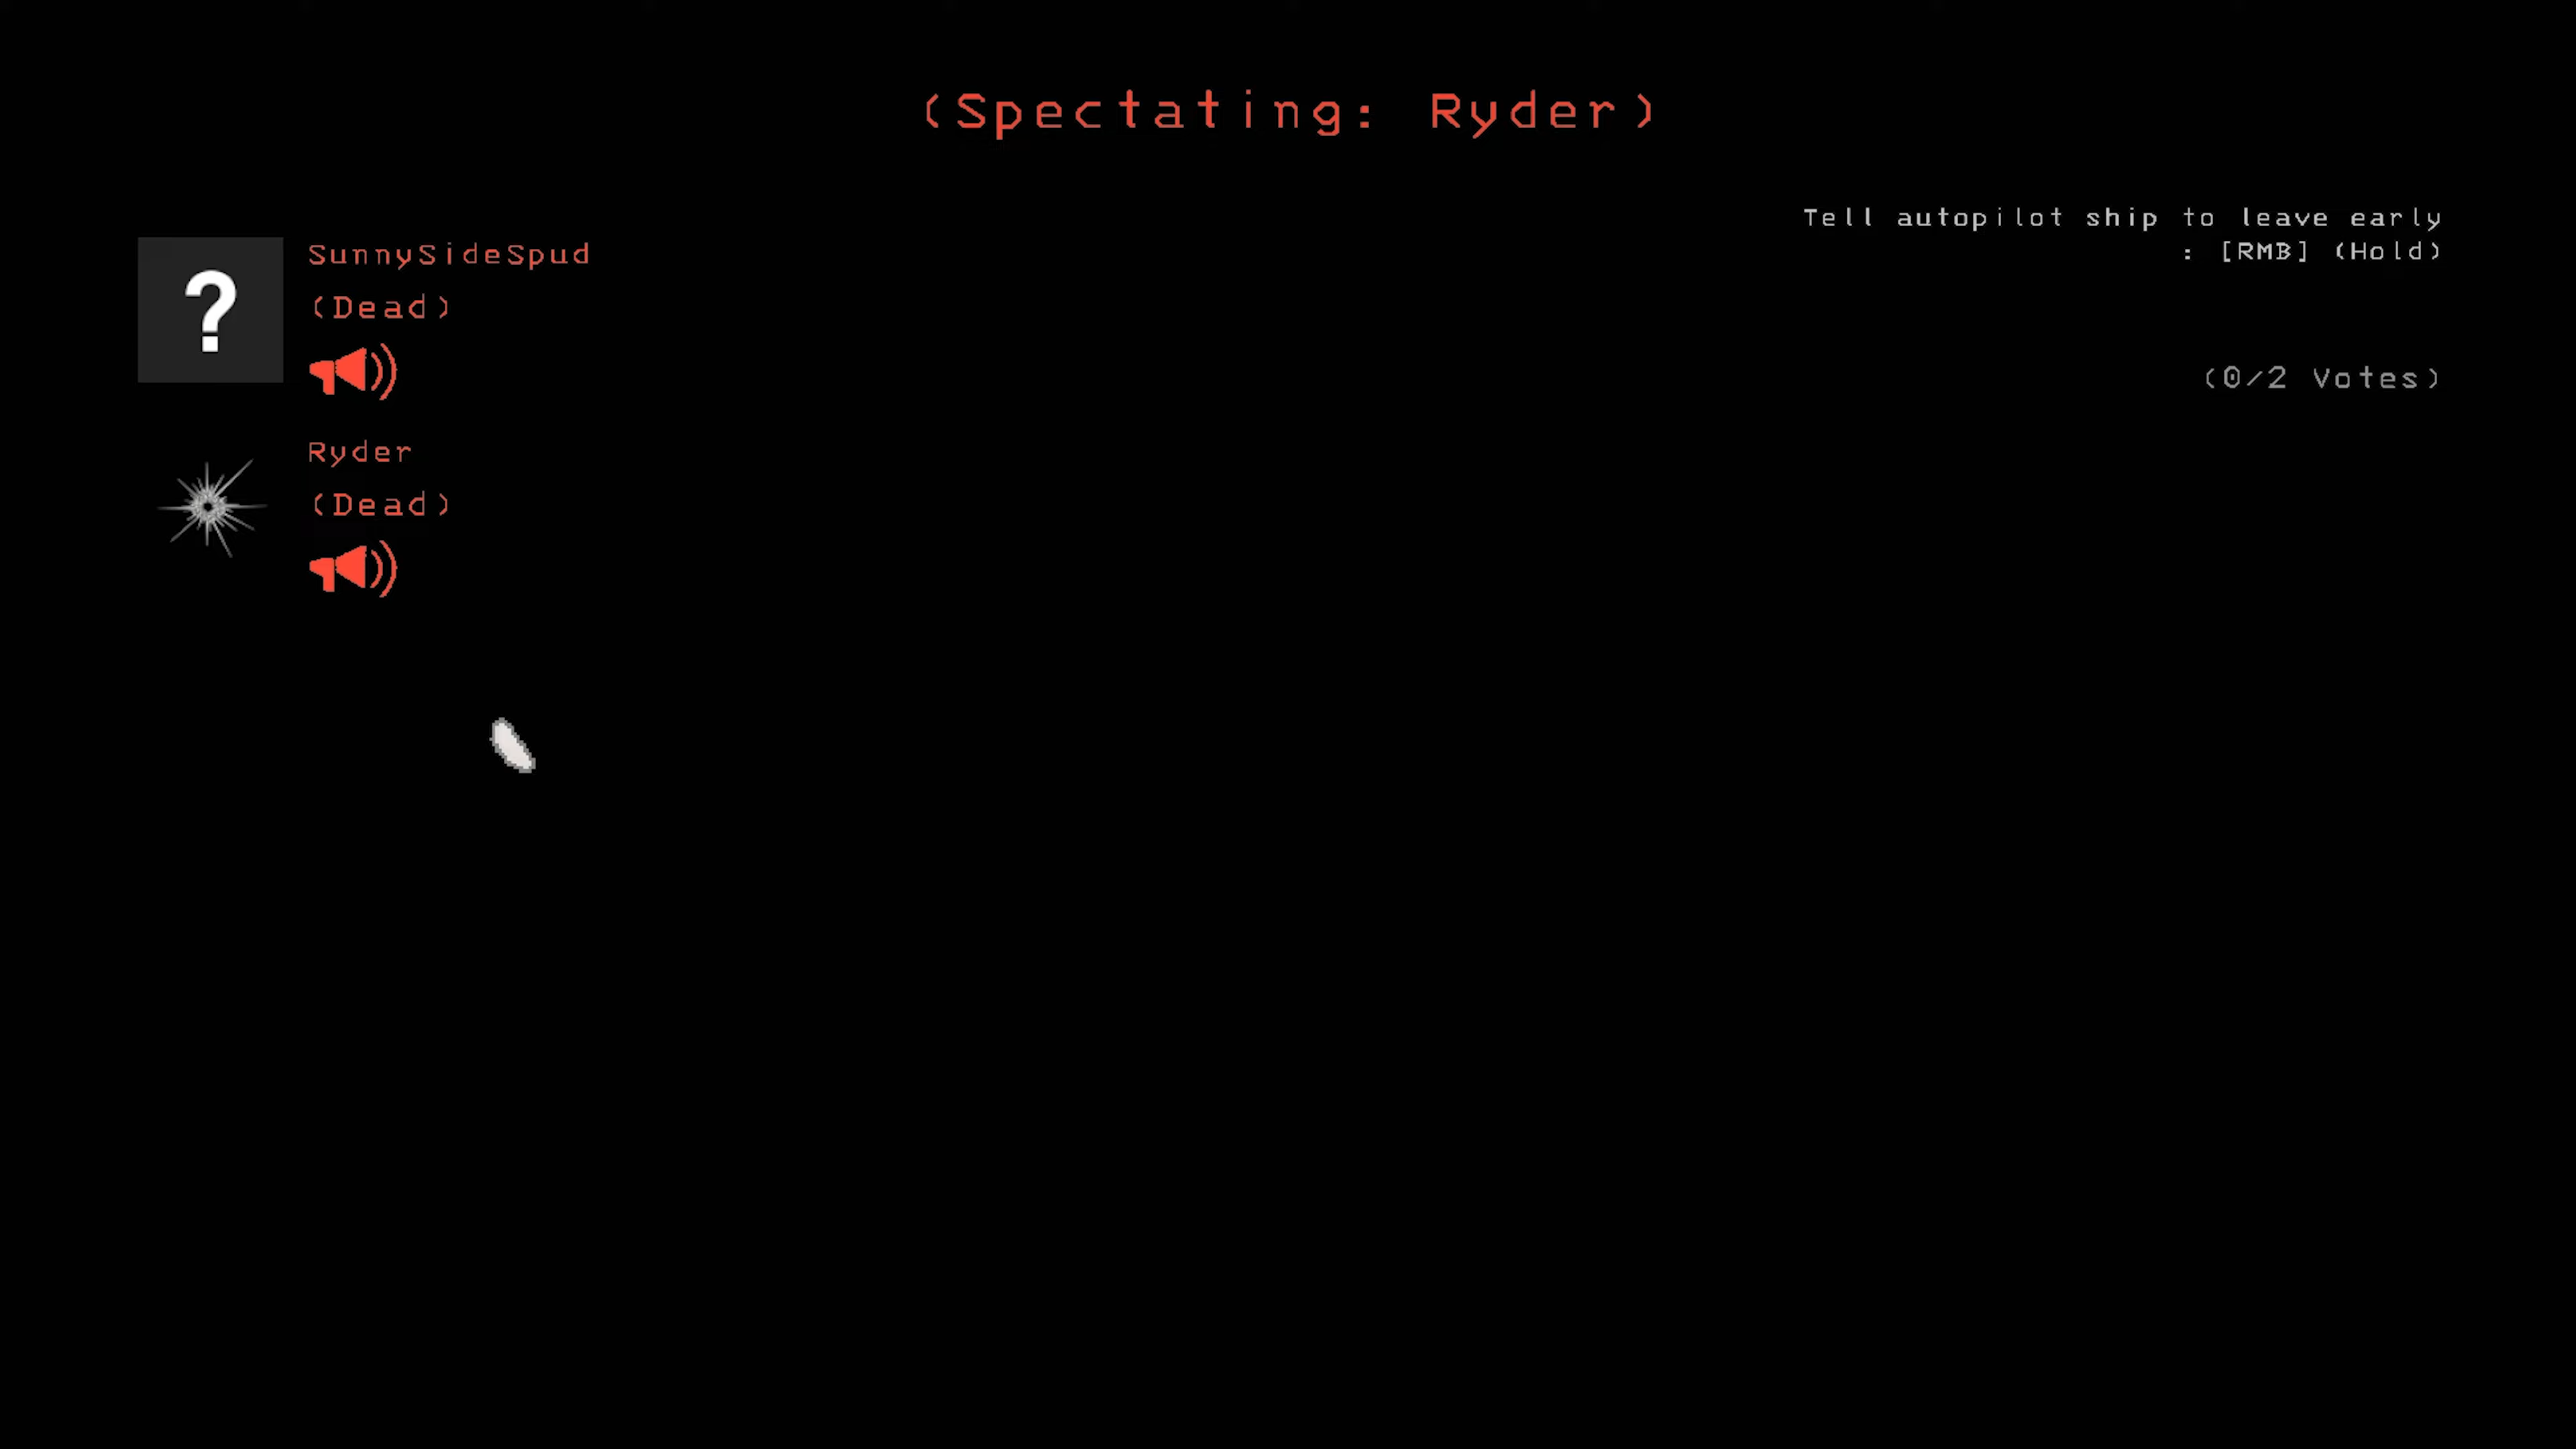 (Spectating: Ryder)
Tell autopilot ship to leave early
: [RMB] (Hold)
(0/2 Votes)
?
SunnySideSpud
(Dead)
Ryder
(Dead)